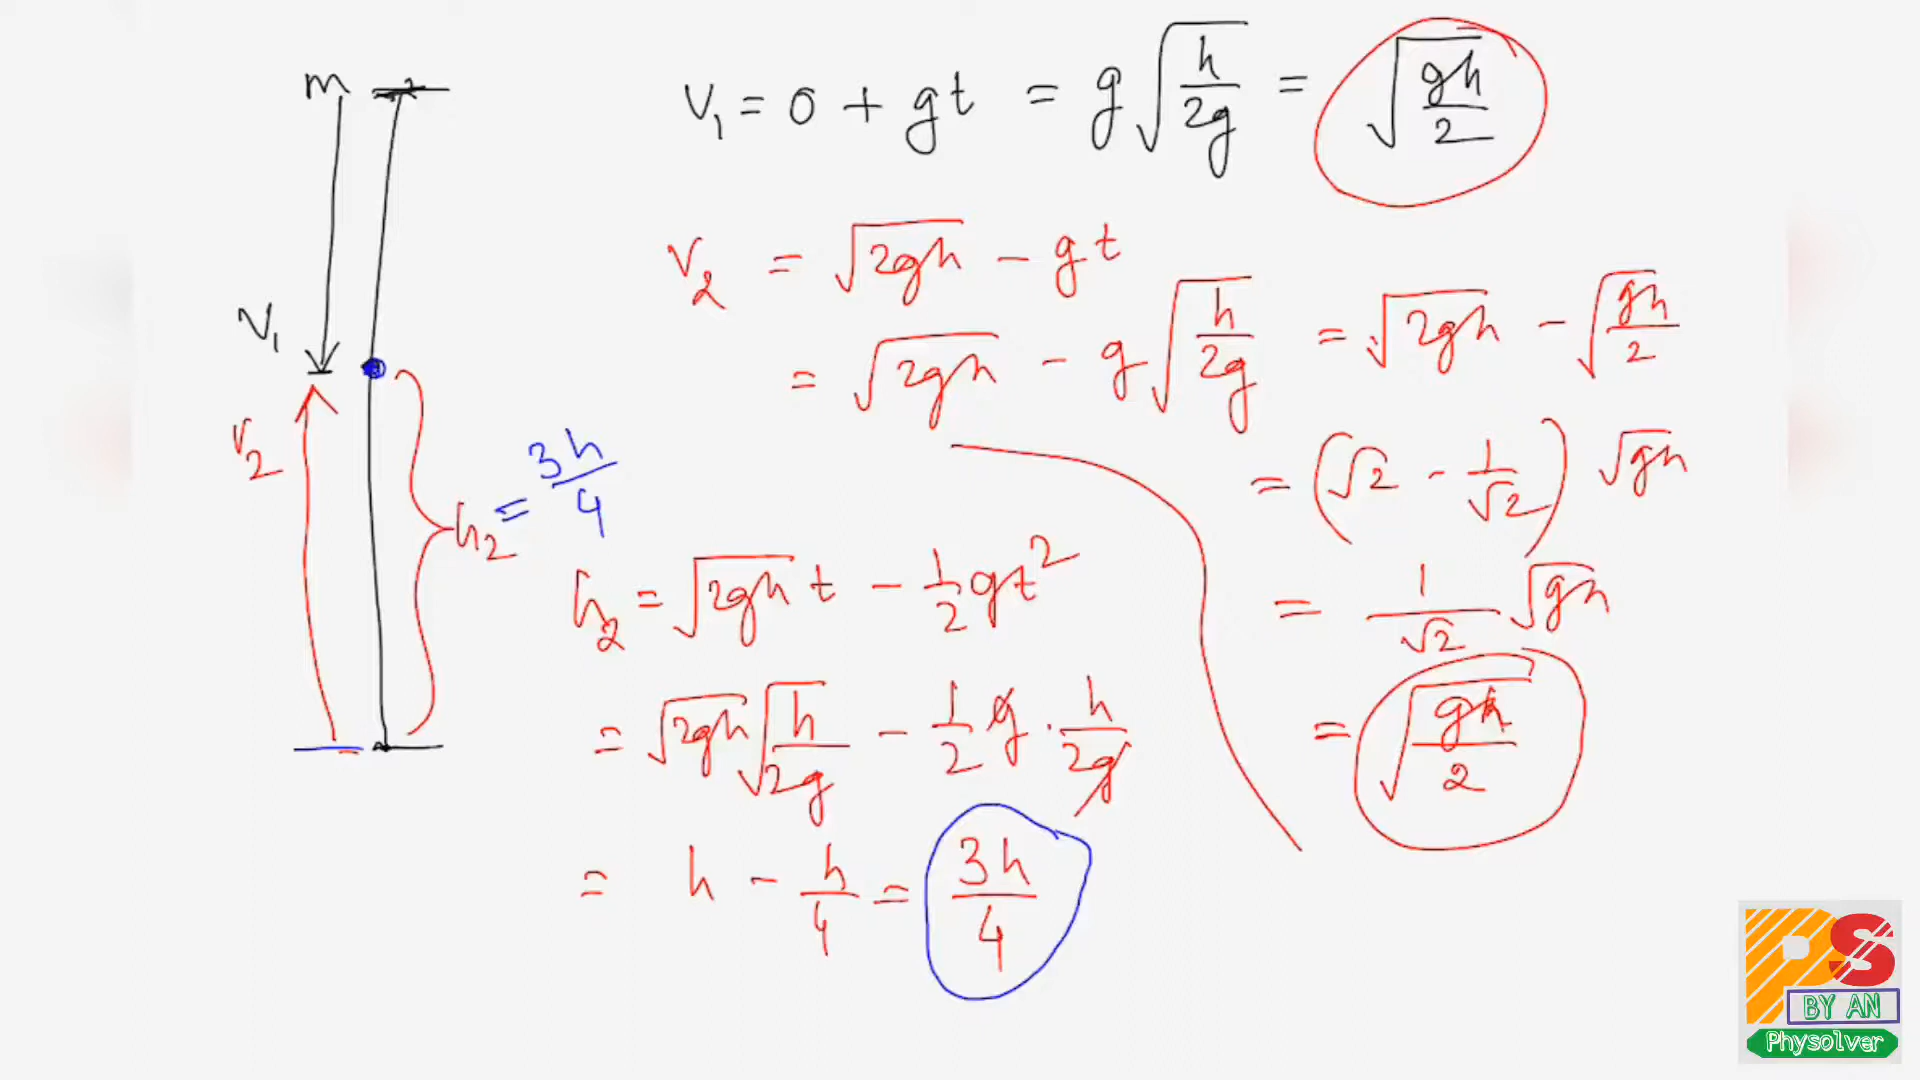 m
V₁ = 0 + gt = g√(h/2g) = √(gh/2)
V₂ = √2gh - gt
= √2gh - g√(h/2g) = √2gh - √(gh/2)
= (√2 - 1/√2) √gh
= 1/√2 √gh
= √(gh/2)
V₁
V₂
h₂ = 3h/4
h₂ = √2gh t - 1/2 gt²
= √2gh √(h/2g) - 1/2 g · h/2g
= h - h/4 = 3h/4
PS
BY AN
Physolver